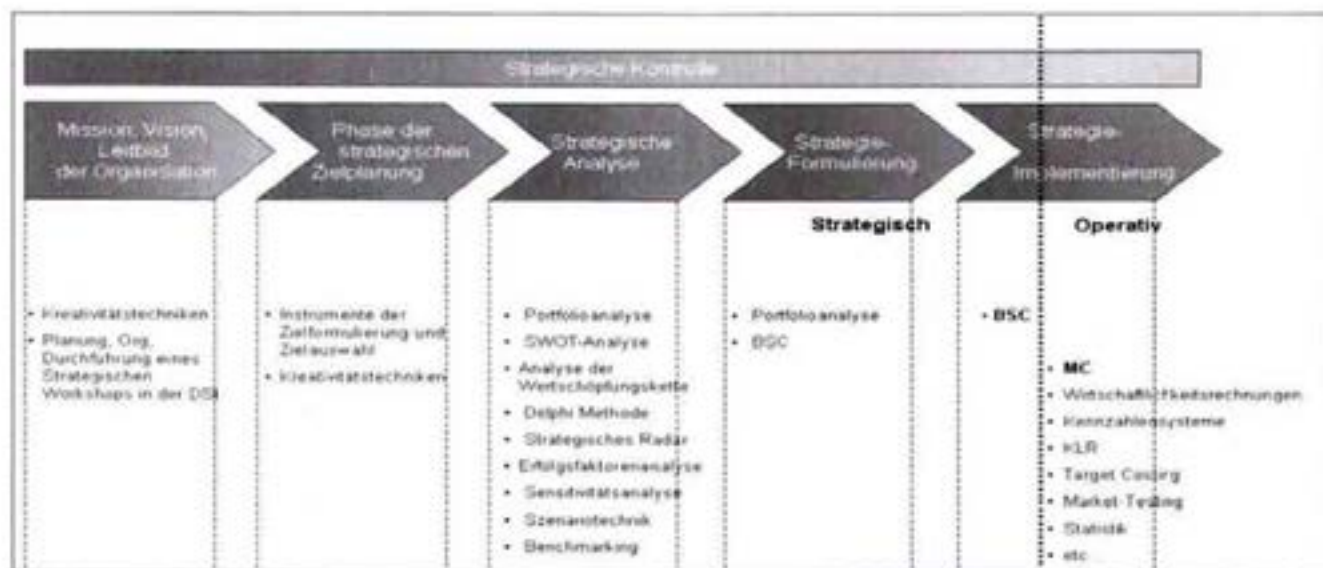 Strategische Kontrolle
Mission, Vision,
Leitbild
der Organisation
Phase der
strategischen
Zielplanung
Strategische
Analyse
Strategie-
Formulierung
Strategie-
Implementierung
Strategisch
Operativ
• Kreativitätstechniken
• Planung, Org,
Durchführung eines
Strategischen
Workshops in der DSI
• Instrumente der
Zielformulierung und
Zielauswahl
• Kreativitätstechniken
• Portfolioanalyse
• SWOT-Analyse
• Analyse der
Wertschöpfungskette
• Delphi Methode
• Strategisches Radar
• Erfolgsfaktorenanalyse
• Sensitivitätsanalyse
• Szenariotechnik
• Benchmarking
• Portfolioanalyse
• BSC
• BSC
• MC
• Wirtschaftlichkeitsrechnungen
• Kennzahlensysteme
• KLR
• Target Costing
• Market-Testing
• Statistik
• etc